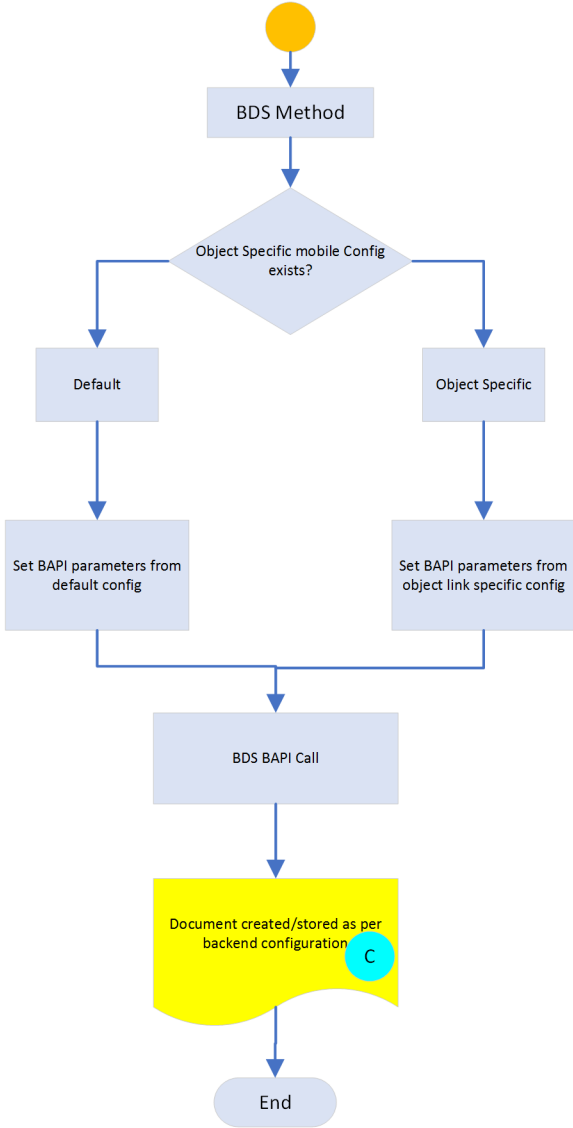 BDS Method
Object Specific mobile Config
exists?
Default
Object Specific
Set BAPI parameters from
default config
Set BAPI parameters from
object link specific config
BDS BAPI Call
Document created/stored as per
backend configuration
C
End